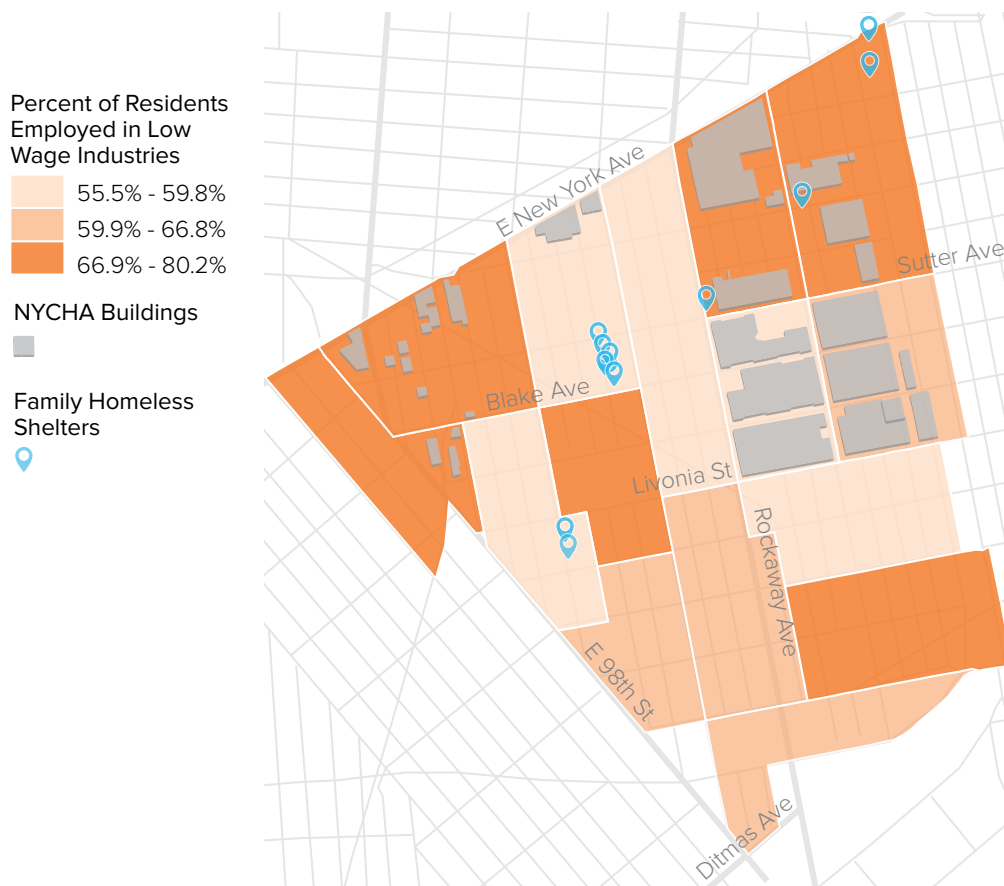 Percent of Residents
Employed in Low
Wage Industries
55.5% - 59.8%
59.9% - 66.8%
66.9% - 80.2%
NYCHA Buildings
Family Homeless
Shelters
E New York Ave
Sutter Ave
Blake Ave
Livonia St
Rockaway Ave
E 98th St
Ditmas Ave